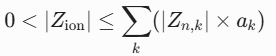 0 < |Z_ion| ≤ ∑_k (|Z_{n,k}| × a_k)